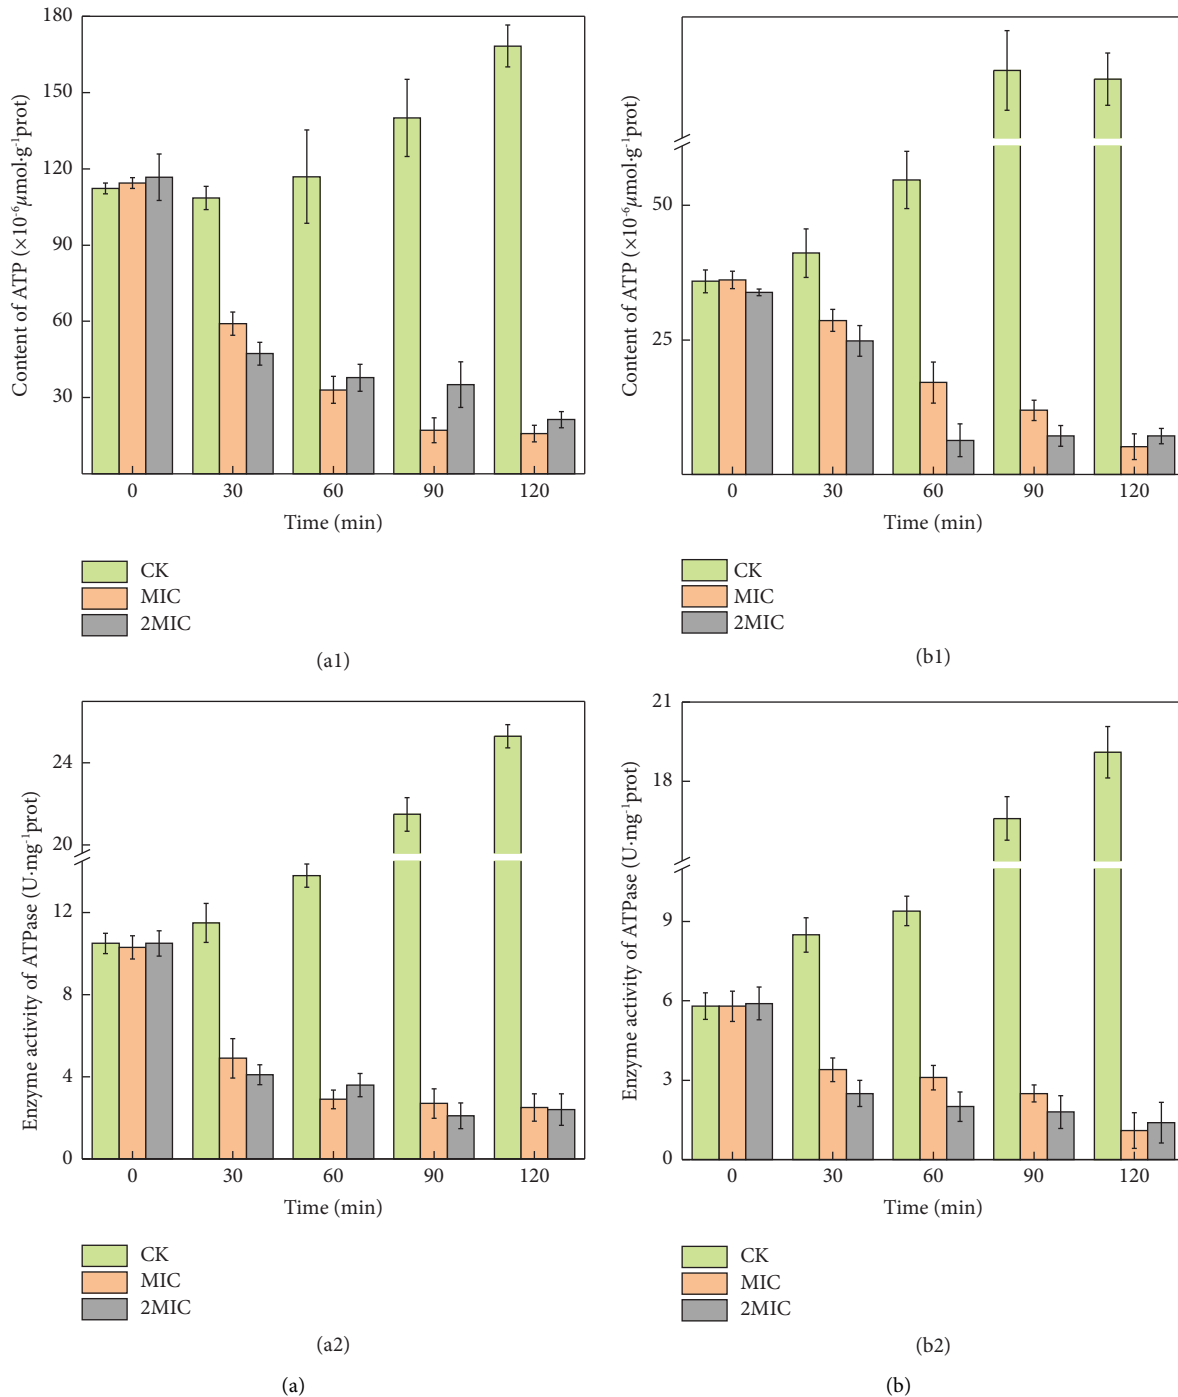 180
150
120
90
60
30
Content of ATP (×10⁻⁶μmol·g⁻¹prot)
0 30 60 90 120
Time (min)
CK
MIC
2MIC
(a1)
50
25
Content of ATP (×10⁻⁶μmol·g⁻¹prot)
0 30 60 90 120
Time (min)
CK
MIC
2MIC
(b1)
24
20
12
8
4
0
Enzyme activity of ATPase (U·mg⁻¹prot)
0 30 60 90 120
Time (min)
CK
MIC
2MIC
(a2)
(a)
21
18
9
6
3
0
Enzyme activity of ATPase (U·mg⁻¹prot)
0 30 60 90 120
Time (min)
CK
MIC
2MIC
(b2)
(b)